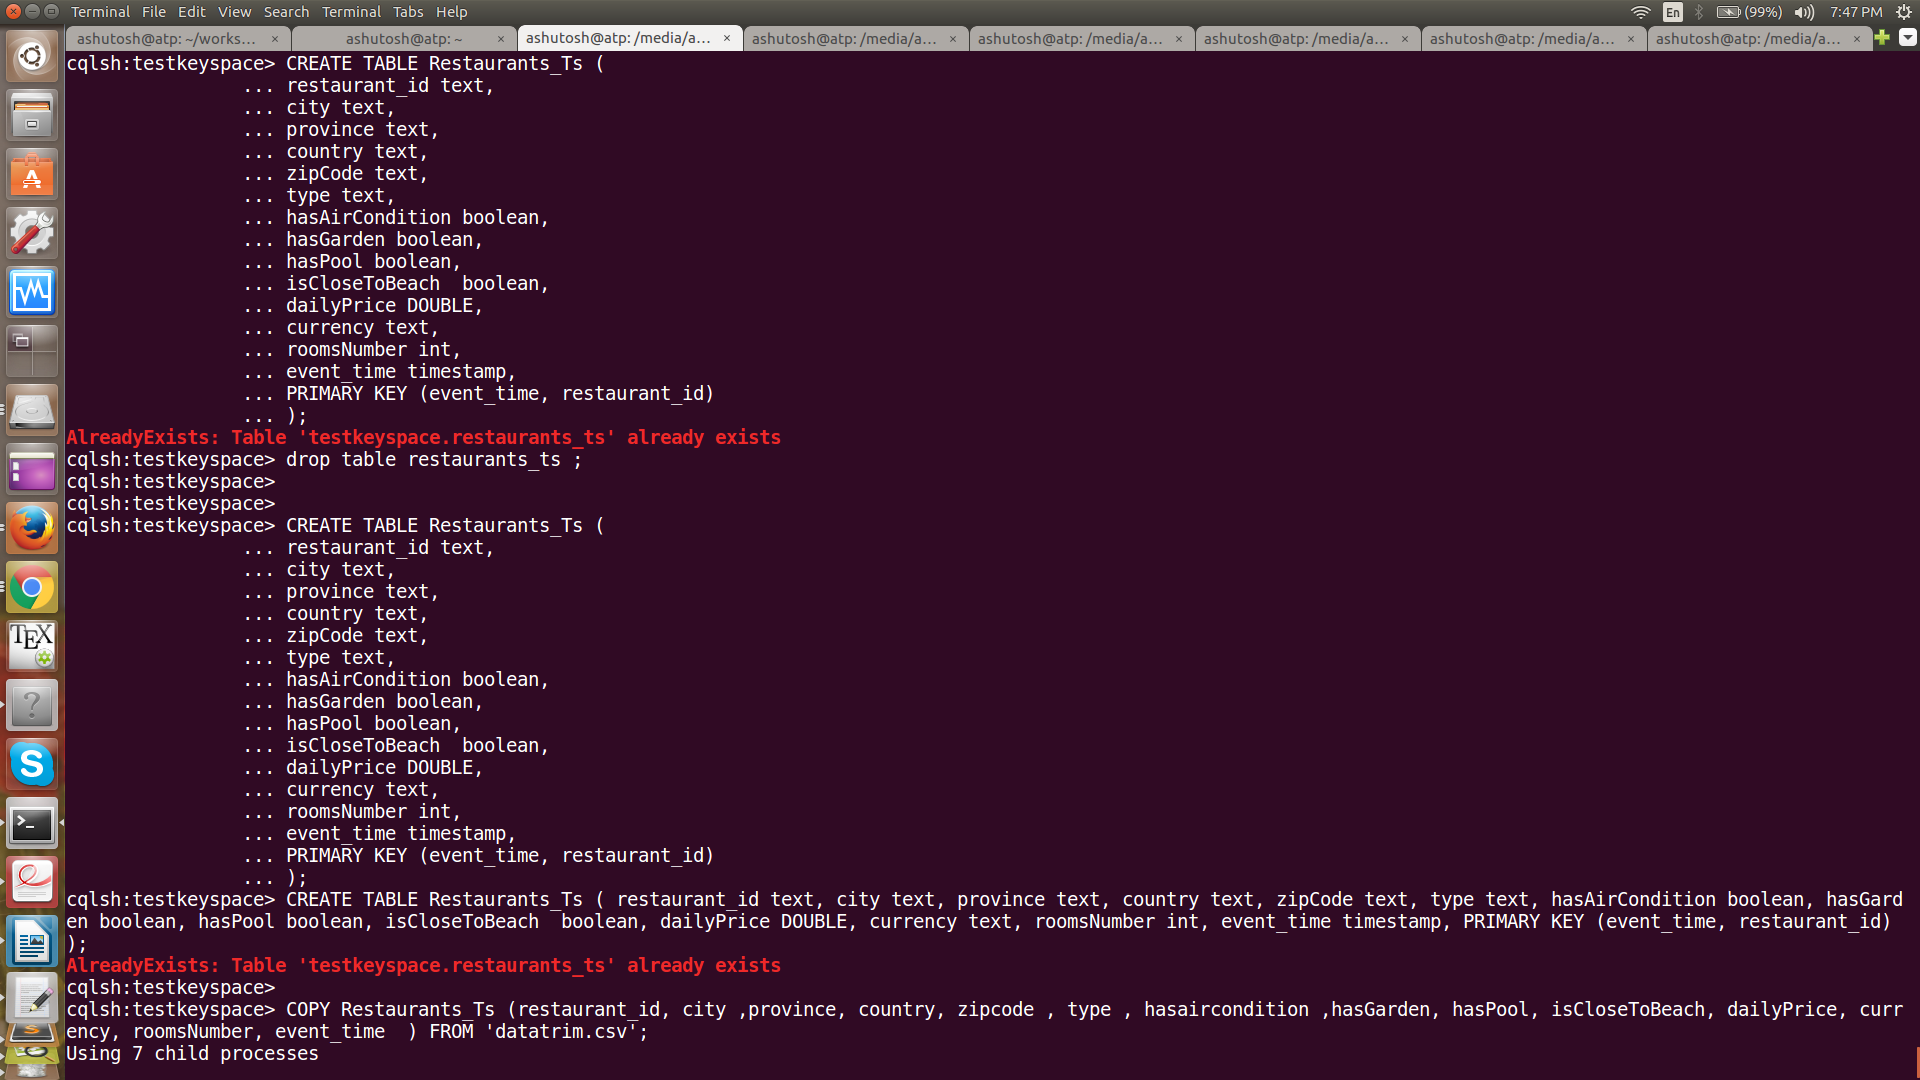 Terminal File Edit View Search Terminal Tabs Help En (99%) 7:47 PM
ashutosh@atp: ~/works... × ashutosh@atp: ~ × ashutosh@atp: /media/a... × ashutosh@atp: /media/a... × ashutosh@atp: /media/a... × ashutosh@atp: /media/a... × ashutosh@atp: /media/a... × ashutosh@atp: /media/a... ×
cqlsh:testkeyspace> CREATE TABLE Restaurants_Ts (
... restaurant_id text,
... city text,
... province text,
... country text,
... zipCode text,
... type text,
... hasAirCondition boolean,
... hasGarden boolean,
... hasPool boolean,
... isCloseToBeach  boolean,
... dailyPrice DOUBLE,
... currency text,
... roomsNumber int,
... event_time timestamp,
... PRIMARY KEY (event_time, restaurant_id)
... );
AlreadyExists: Table 'testkeyspace.restaurants_ts' already exists
cqlsh:testkeyspace> drop table restaurants_ts ;
cqlsh:testkeyspace>
cqlsh:testkeyspace>
cqlsh:testkeyspace> CREATE TABLE Restaurants_Ts (
... restaurant_id text,
... city text,
... province text,
... country text,
... zipCode text,
... type text,
... hasAirCondition boolean,
... hasGarden boolean,
... hasPool boolean,
... isCloseToBeach  boolean,
... dailyPrice DOUBLE,
... currency text,
... roomsNumber int,
... event_time timestamp,
... PRIMARY KEY (event_time, restaurant_id)
... );
cqlsh:testkeyspace> CREATE TABLE Restaurants_Ts ( restaurant_id text, city text, province text, country text, zipCode text, type text, hasAirCondition boolean, hasGard
en boolean, hasPool boolean, isCloseToBeach  boolean, dailyPrice DOUBLE, currency text, roomsNumber int, event_time timestamp, PRIMARY KEY (event_time, restaurant_id)
);
AlreadyExists: Table 'testkeyspace.restaurants_ts' already exists
cqlsh:testkeyspace>
cqlsh:testkeyspace> COPY Restaurants_Ts (restaurant_id, city ,province, country, zipcode , type , hasaircondition ,hasGarden, hasPool, isCloseToBeach, dailyPrice, curr
ency, roomsNumber, event_time  ) FROM 'datatrim.csv';
Using 7 child processes
TEX
S